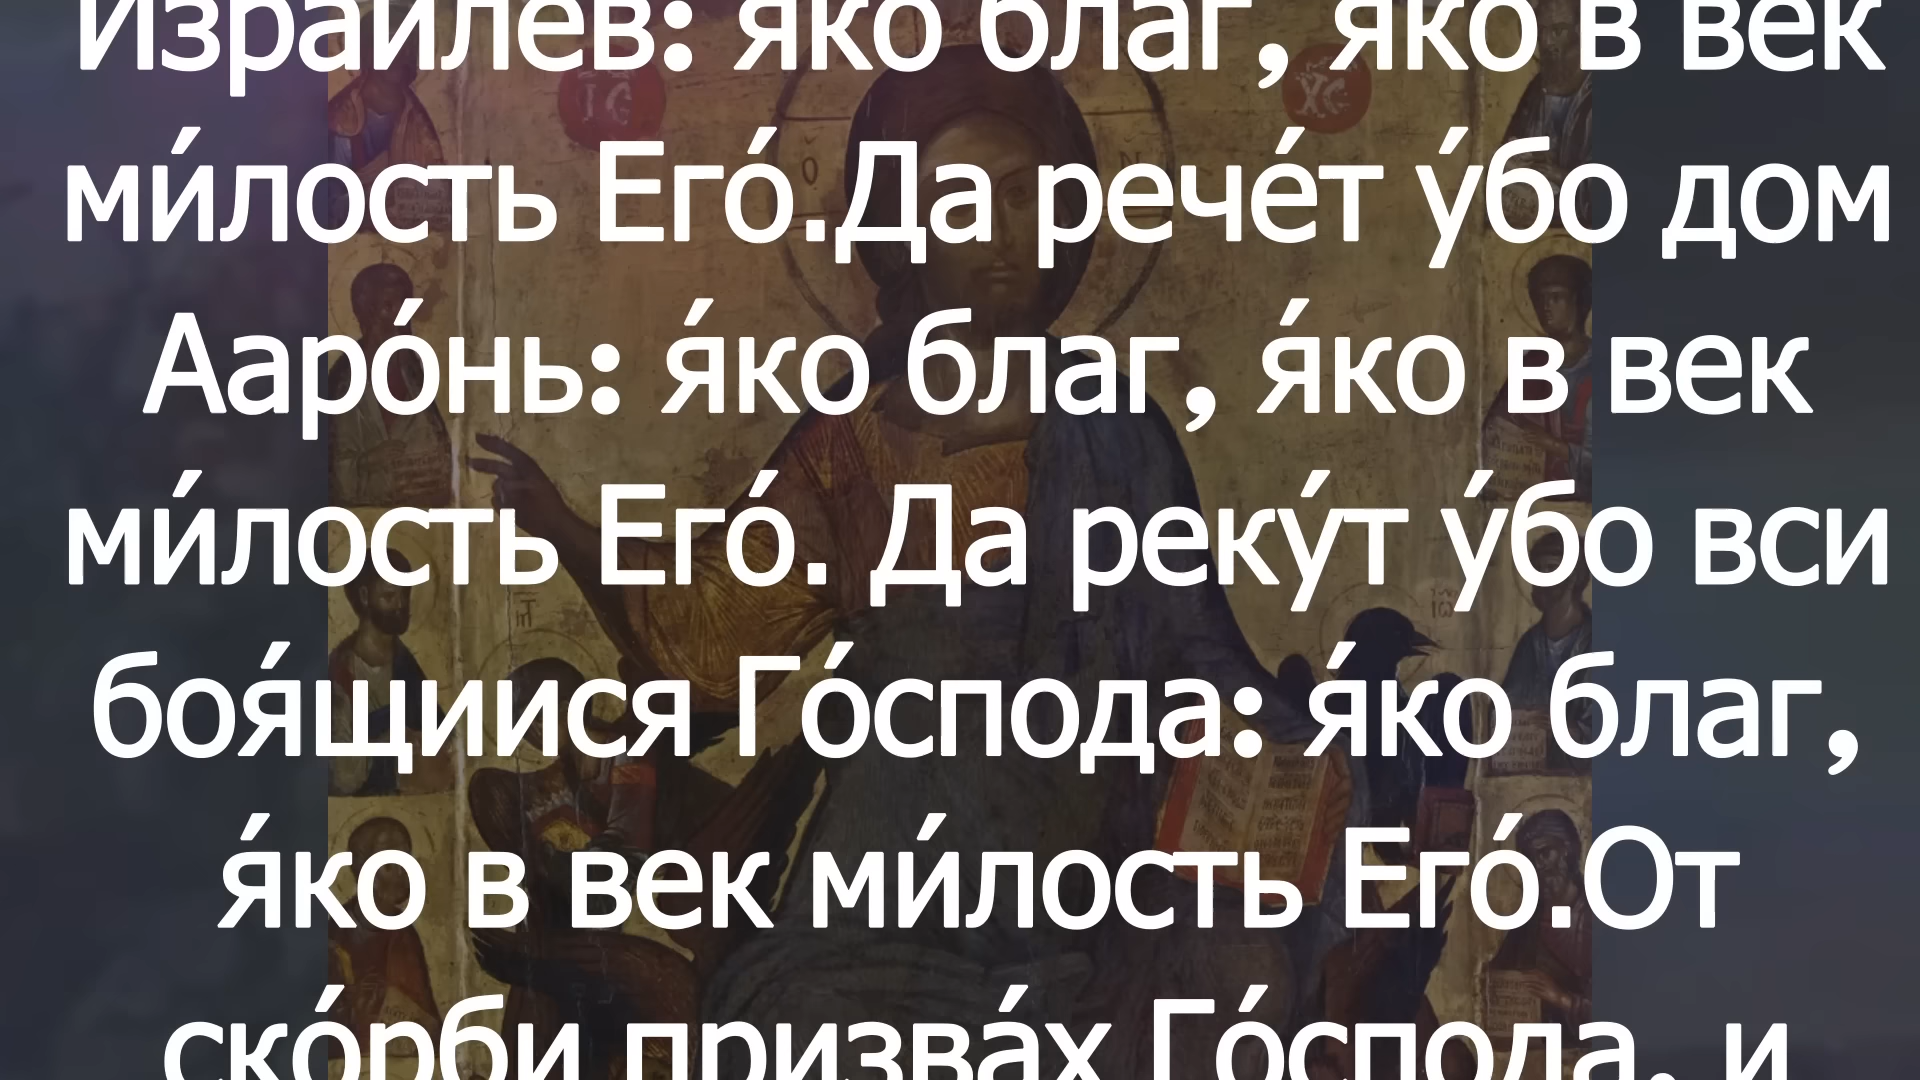 Израилев: яко благ, яко в век
ми́лость Его́.Да рече́т у́бо дом
Ааро́нь: я́ко благ, я́ко в век
ми́лость Его́. Да реку́т у́бо вси
боя́щиися Го́спода: я́ко благ,
я́ко в век ми́лость Его́.От
ско́рби призва́х Го́спода, и